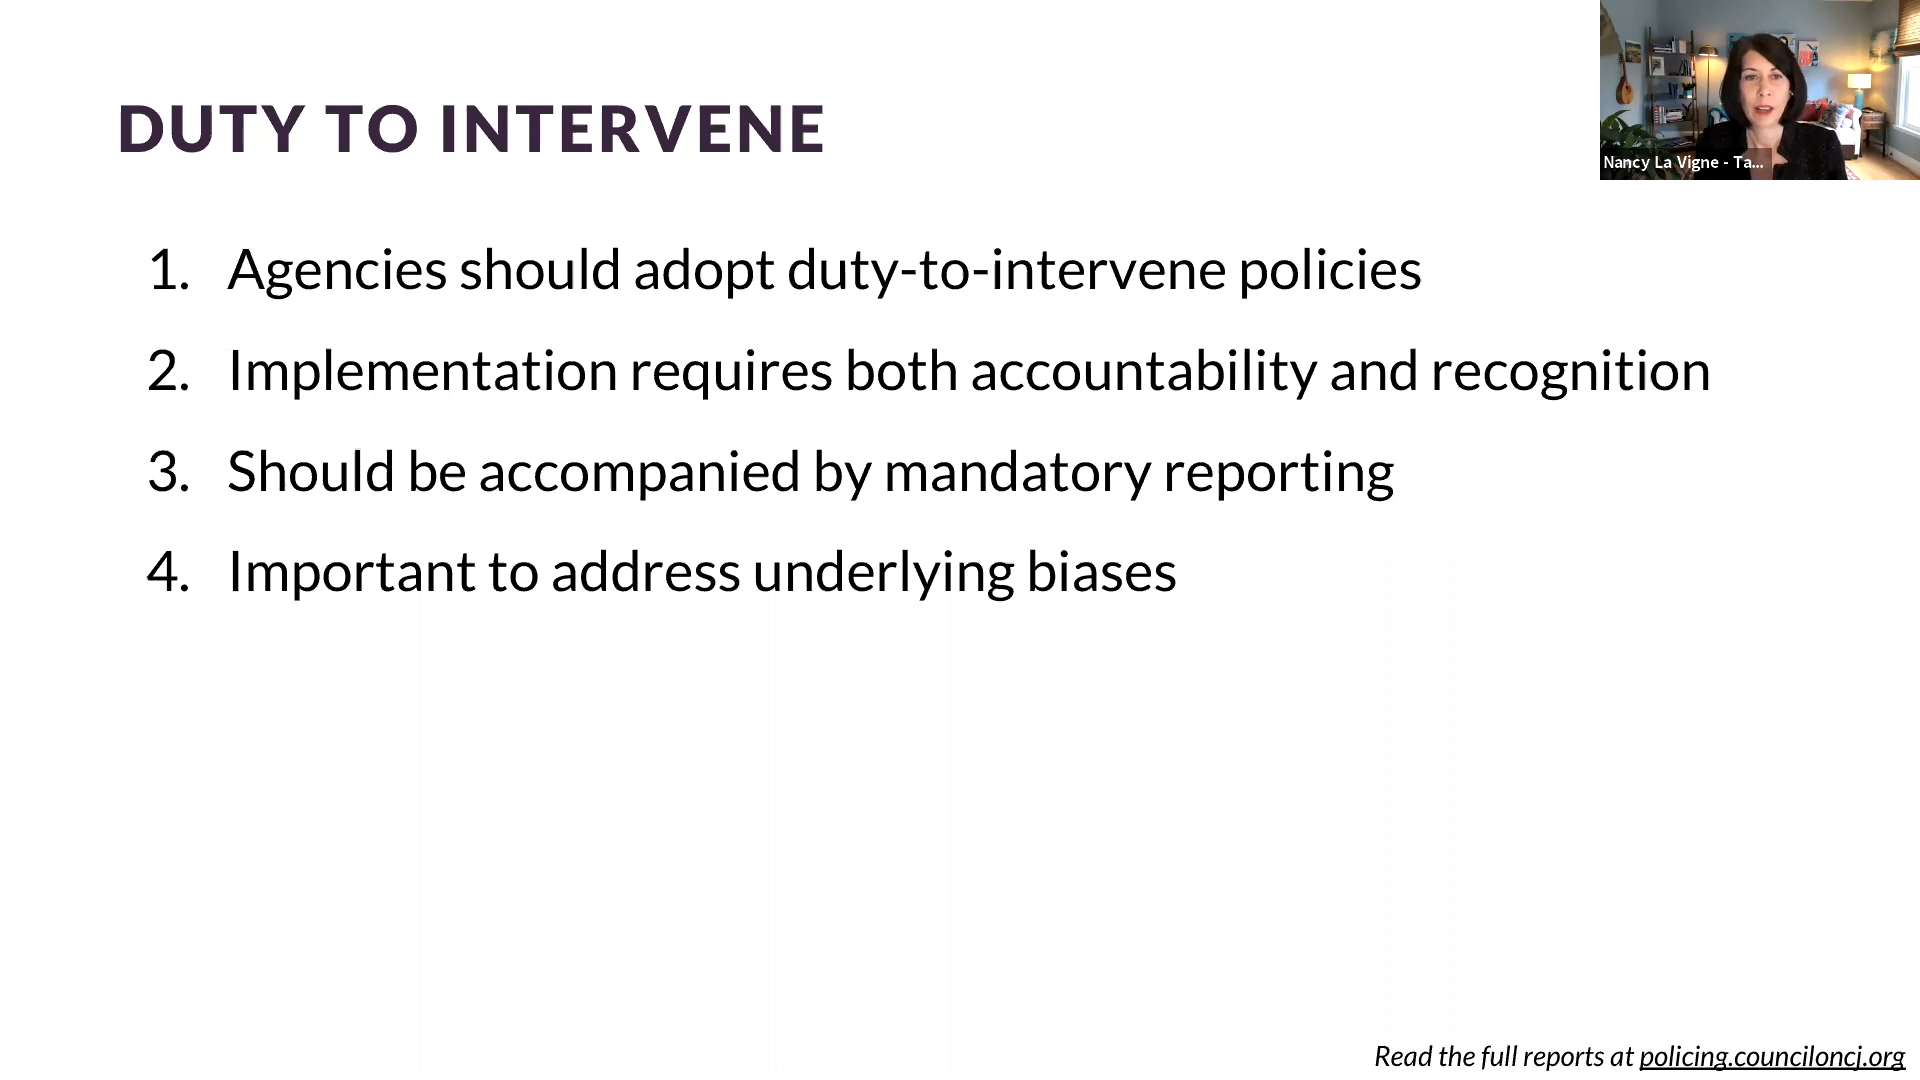 DUTY TO INTERVENE
Nancy La Vigne - Ta...
1. Agencies should adopt duty-to-intervene policies
2. Implementation requires both accountability and recognition
3. Should be accompanied by mandatory reporting
4. Important to address underlying biases
Read the full reports at policing.counciloncj.org